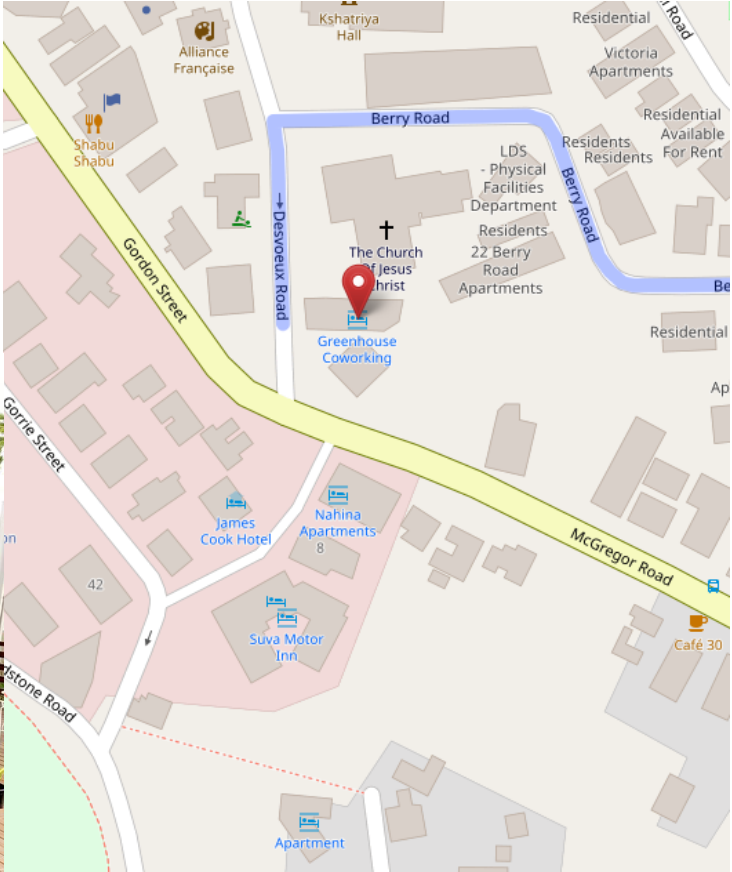 Kshatriya
Hall
Alliance
Française
Residential
Victoria
Apartments
l Road
Shabu
Shabu
Berry Road
Residential
Available
For Rent
Residents
Residents
LDS
- Physical
Facilities
Department
Berry Road
Residents
22 Berry
Road
Apartments
Desvoeux Road
The Church
Of Jesus
Christ
Gordon Street
Be
Greenhouse
Coworking
Residential
Ap
Gorrie Street
James
Cook Hotel
Nahina
Apartments
8
on
McGregor Road
42
Suva Motor
Inn
Café 30
dstone Road
Apartment